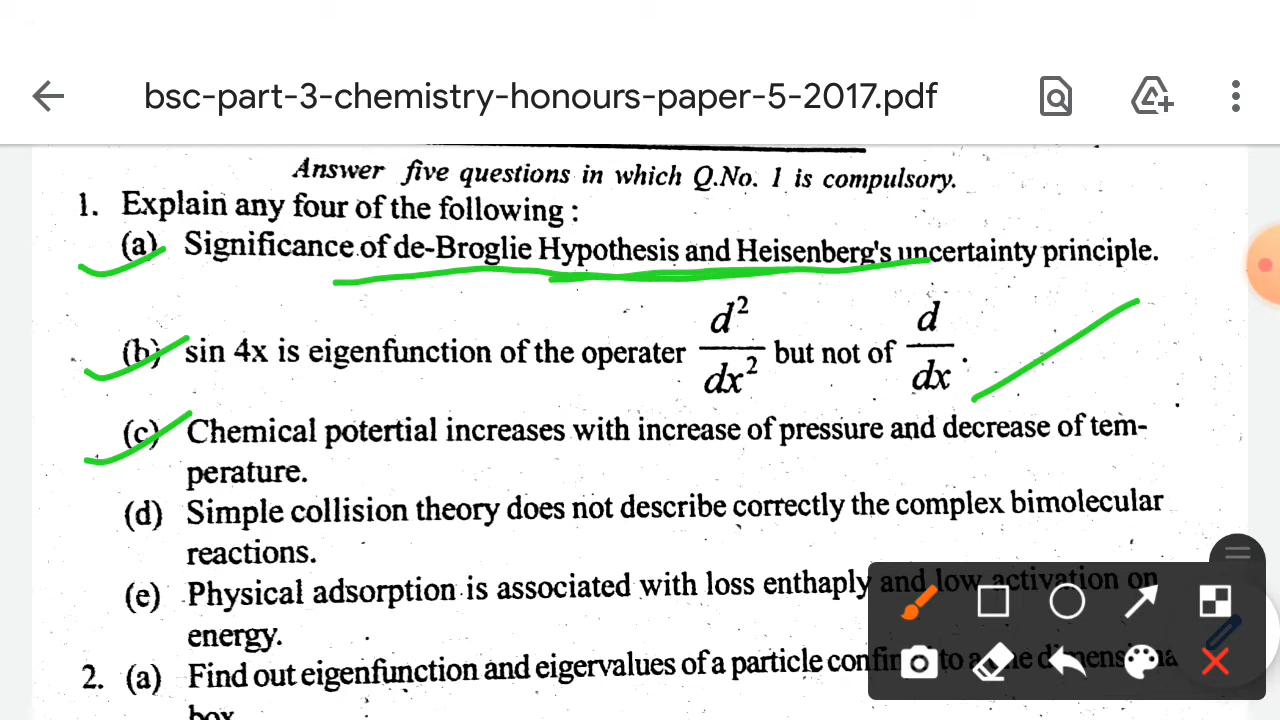 bsc-part-3-chemistry-honours-paper-5-2017.pdf
Answer five questions in which Q.No. 1 is compulsory.
1. Explain any four of the following :
(a) Significance of de-Broglie Hypothesis and Heisenberg's uncertainty principle.
(b) sin 4x is eigenfunction of the operater d²/dx² but not of d/dx .
(c) Chemical potertial increases with increase of pressure and decrease of tem-
perature.
(d) Simple collision theory does not describe correctly the complex bimolecular
reactions.
(e) Physical adsorption is associated with loss enthaply and low activation on
energy.
2. (a) Find out eigenfunction and eigervalues of a particle confin to a
box